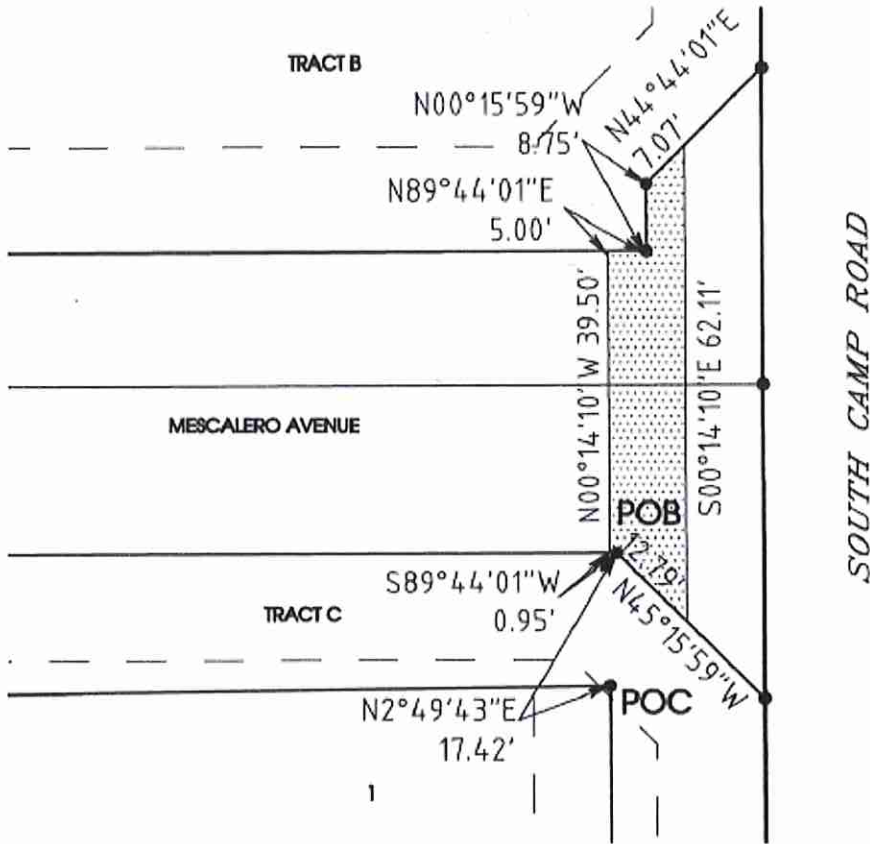 TRACT B
N00°15'59"W
8.75'
N44°44'01"E
7.07'
N89°44'01"E
5.00'
N00°14'10"W 39.50'
S00°14'10"E 62.11'
SOUTH CAMP ROAD
MESCALERO AVENUE
POB
12.79'
N45°15'59"W
S89°44'01"W
0.95'
TRACT C
N2°49'43"E
17.42'
POC
1